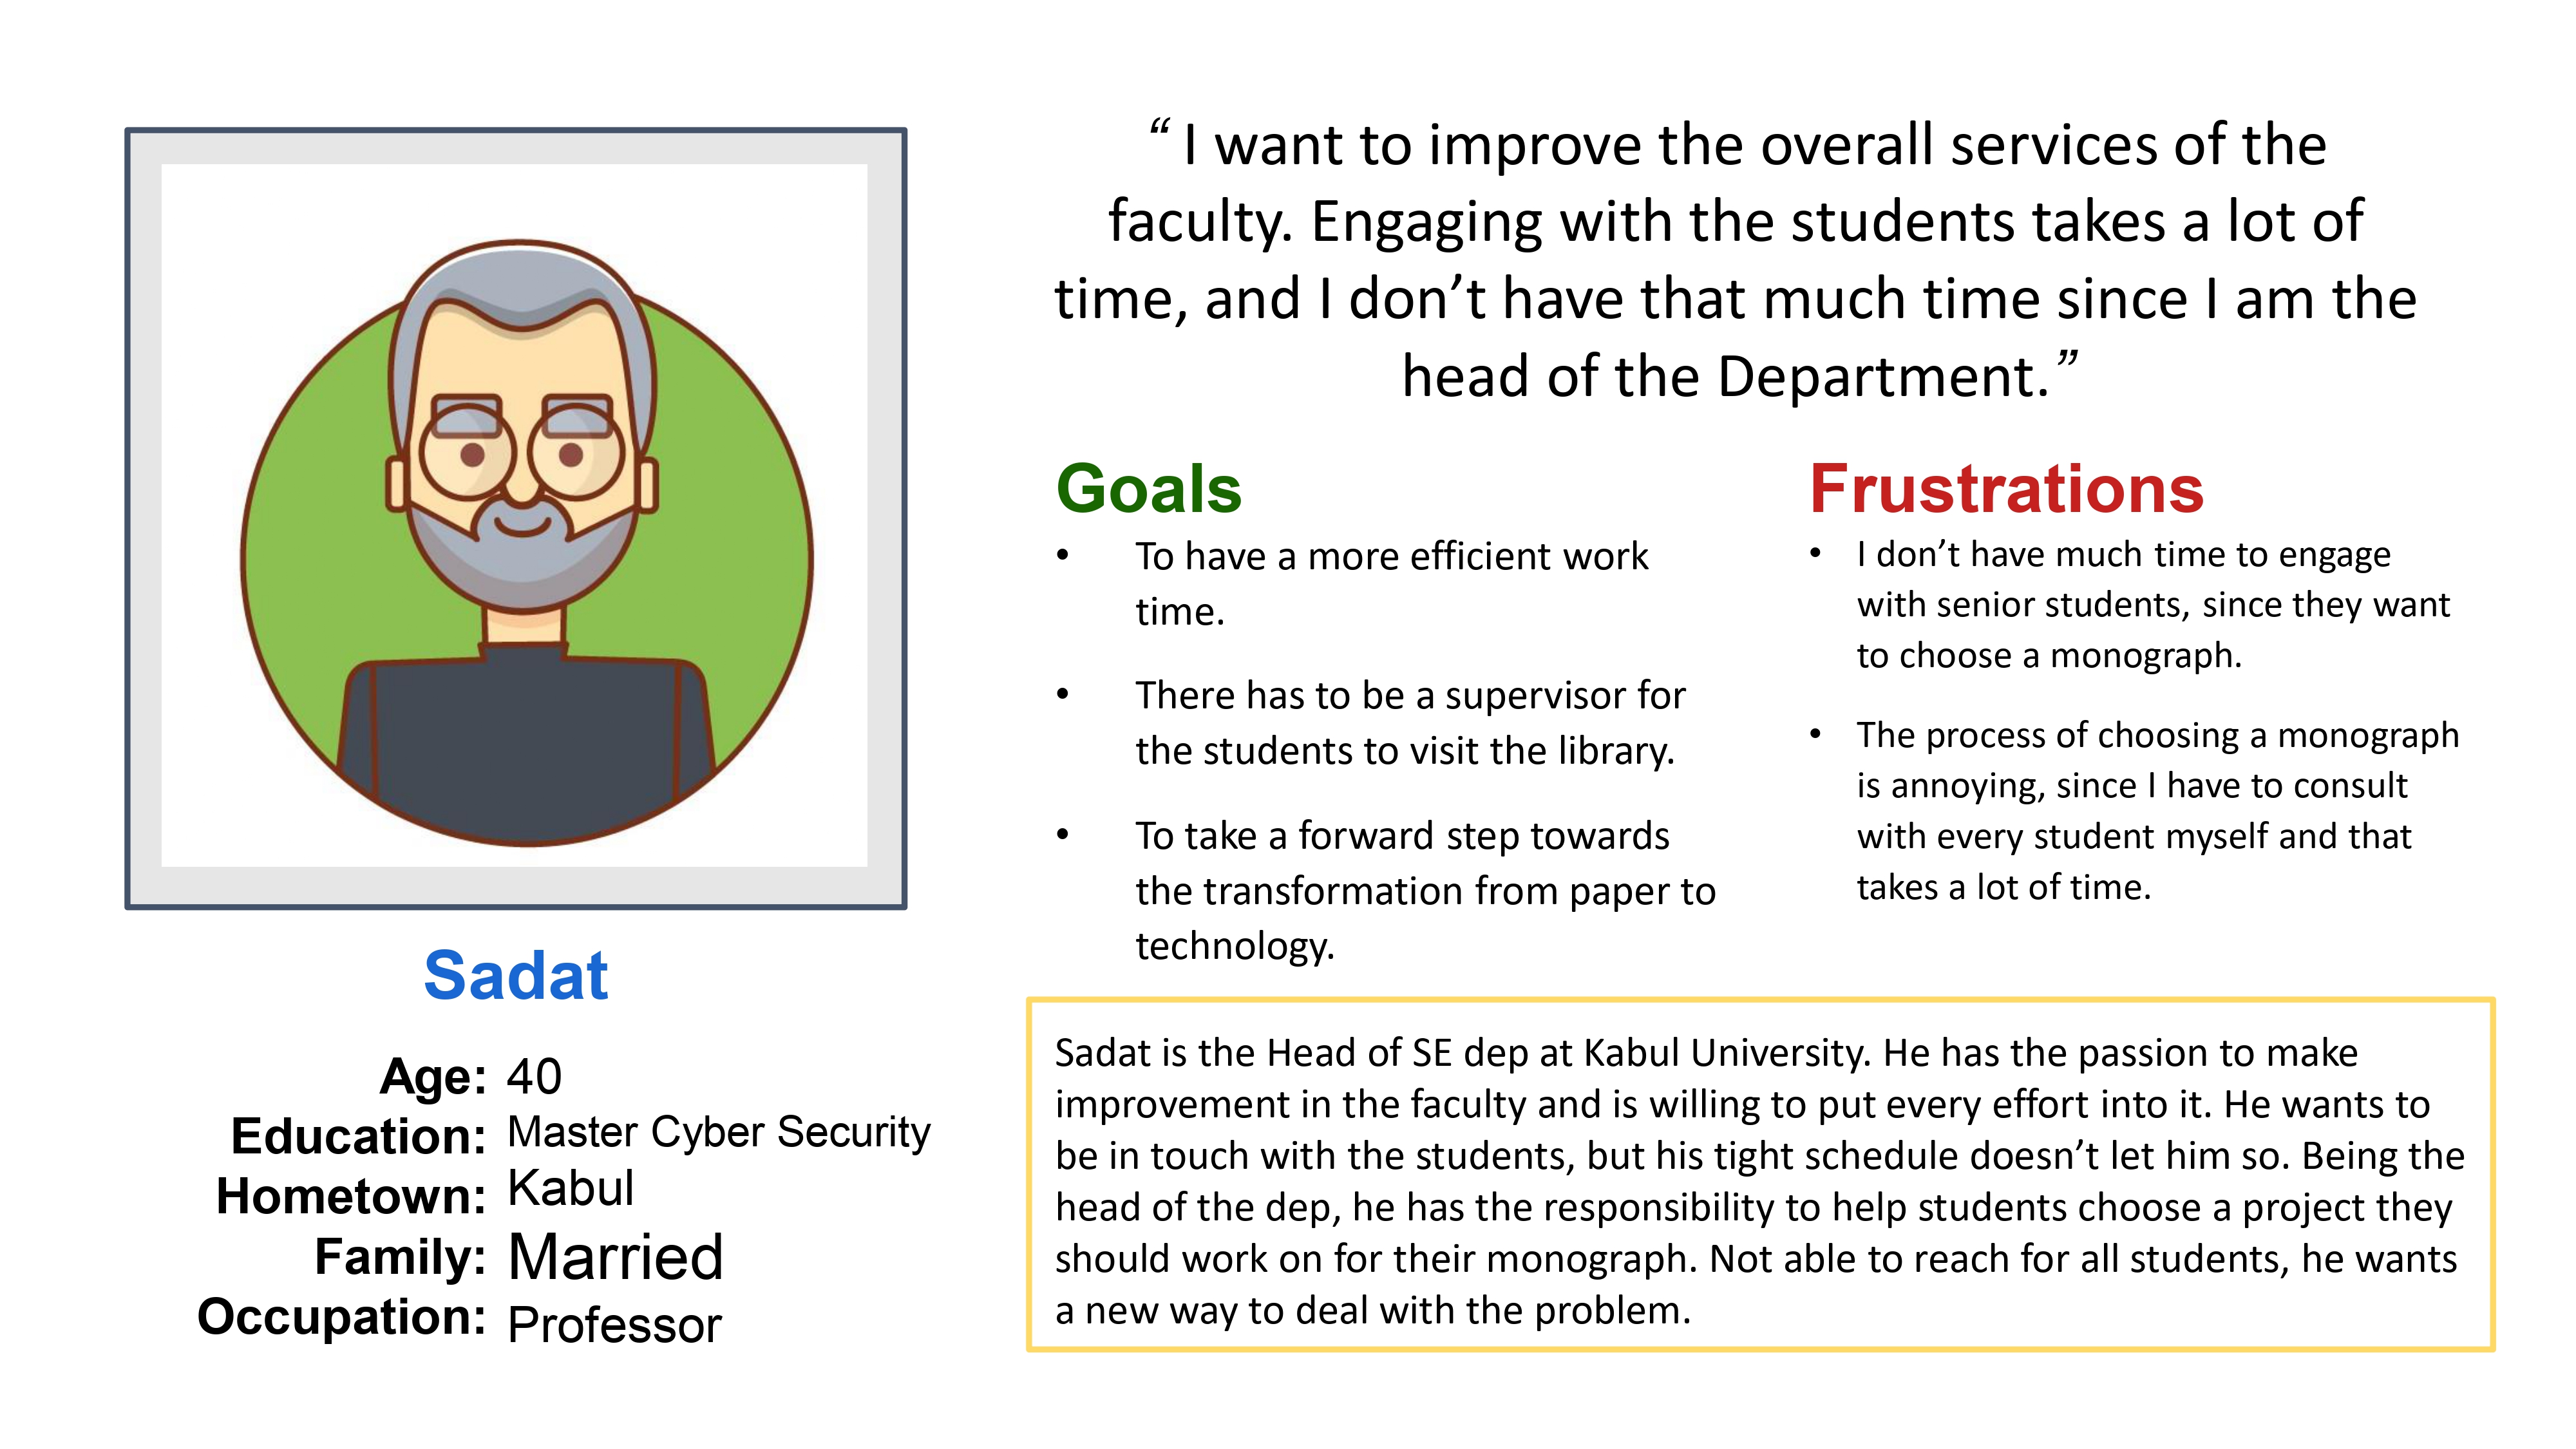 “ I want to improve the overall services of the
faculty. Engaging with the students takes a lot of
time, and I don’t have that much time since I am the
head of the Department.”
Goals
• To have a more efficient work
time.
• There has to be a supervisor for
the students to visit the library.
• To take a forward step towards
the transformation from paper to
technology.
Frustrations
• I don’t have much time to engage
with senior students, since they want
to choose a monograph.
• The process of choosing a monograph
is annoying, since I have to consult
with every student myself and that
takes a lot of time.
Sadat
Age: 40
Education: Master Cyber Security
Hometown: Kabul
Family: Married
Occupation: Professor
Sadat is the Head of SE dep at Kabul University. He has the passion to make
improvement in the faculty and is willing to put every effort into it. He wants to
be in touch with the students, but his tight schedule doesn’t let him so. Being the
head of the dep, he has the responsibility to help students choose a project they
should work on for their monograph. Not able to reach for all students, he wants
a new way to deal with the problem.